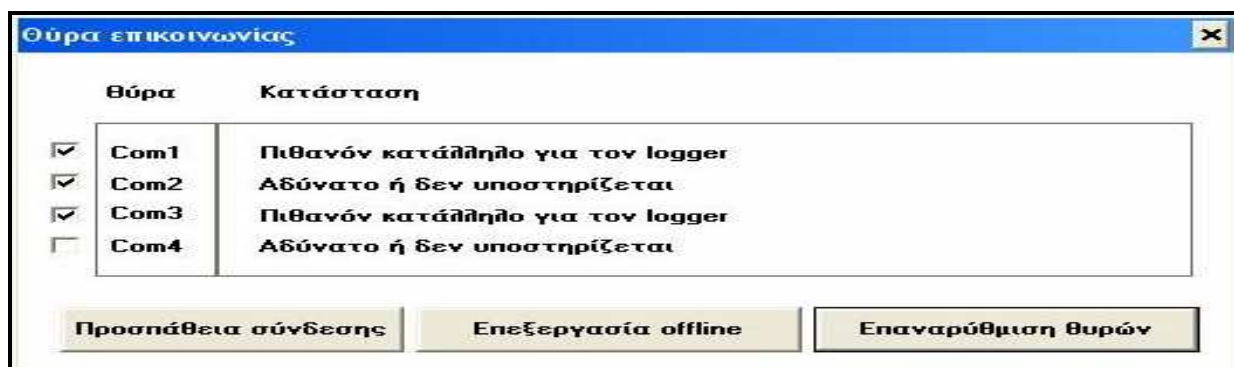 Θύρα επικοινωνίας
Θύρα Κατάσταση
Com1 Πιθανόν κατάλληλο για τον logger
Com2 Αδύνατο ή δεν υποστηρίζεται
Com3 Πιθανόν κατάλληλο για τον logger
Com4 Αδύνατο ή δεν υποστηρίζεται
Προσπάθεια σύνδεσης Επεξεργασία offline Επαναρύθμιση θυρών